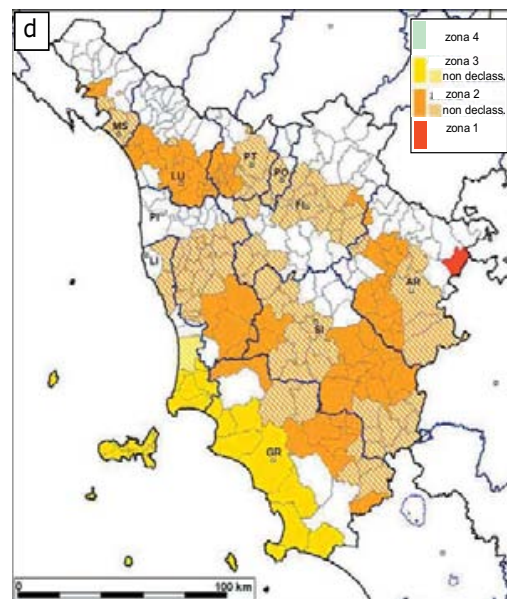 d
zona 4
zona 3
non declass.
zona 2
non declass.
zona 1
MS
LU
PT
PO
FI
PI
LI
AR
SI
GR
0
100 km